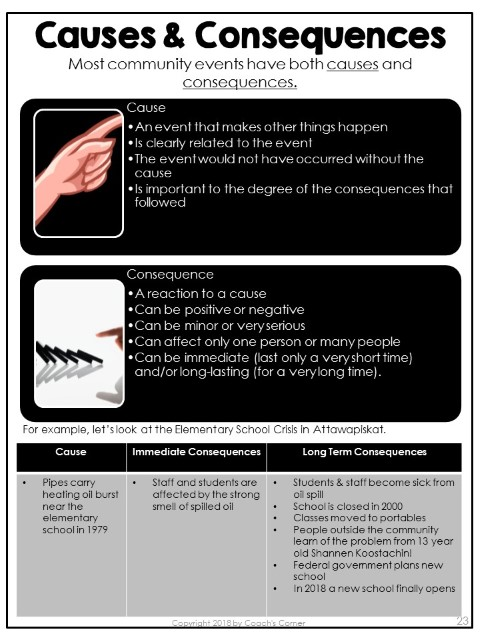 Causes & Consequences
Most community events have both causes and
consequences.
Cause
•An event that makes other things happen
•Is clearly related to the event
•The event would not have occurred without the
cause
•Is important to the degree of the consequences that
followed
Consequence
•A reaction to a cause
•Can be positive or negative
•Can be minor or very serious
•Can affect only one person or many people
•Can be immediate (last only a very short time)
and/or long-lasting (for a very long time).
For example, let's look at the Elementary School Crisis in Attawapiskat.
Cause
Immediate Consequences
Long Term Consequences
• Pipes carry
heating oil burst
near the
elementary
school in 1979
• Staff and students are
affected by the strong
smell of spilled oil
• Students & staff become sick from
oil spill
• School is closed in 2000
• Classes moved to portables
• People outside the community
learn of the problem from 13 year
old Shannen Koostachin!
• Federal government plans new
school
• In 2018 a new school finally opens
Copyright 2018 by Coach's Corner
23